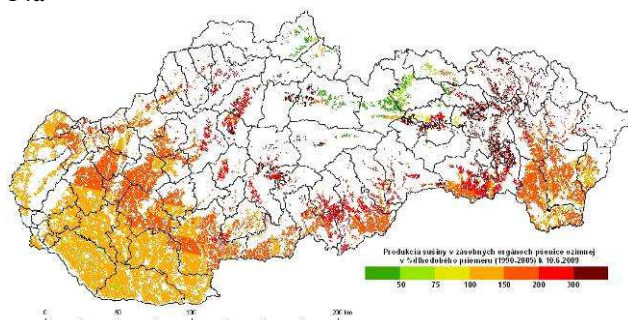 Produkcia sušiny v zásobných orgánoch pšenice ozimnej
v %dlhodobého priemeru (1990-2005) k 10.6.2009
50 75 100 150 200 300
0 50 100 200 km